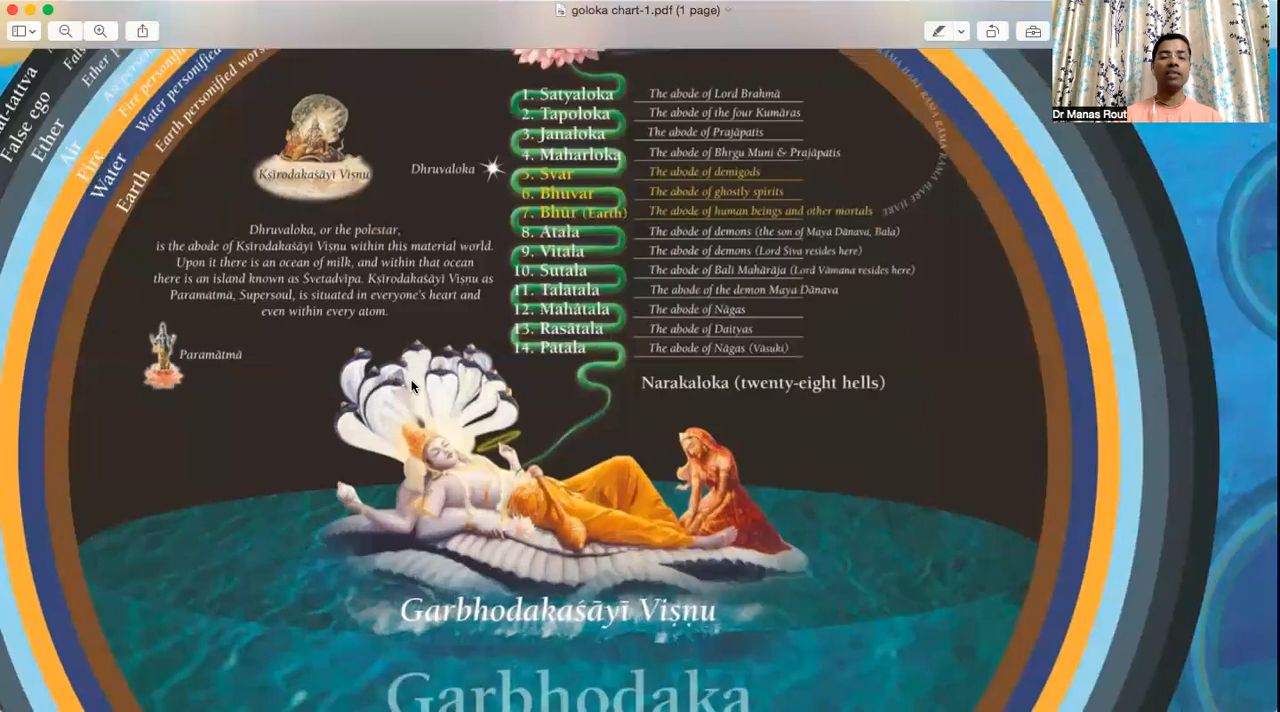 goloka chart-1.pdf (1 page)
Dr Manas Rout
False ego
Ether
Air
Fire
Water
Earth
Water personified
Earth personified
Kṣīrodakaśāyī Viṣṇu
Dhruvaloka
1. Satyaloka The abode of Lord Brahmā
2. Tapoloka The abode of the four Kumāras
3. Janaloka The abode of Prajāpatis
4. Maharloka The abode of Bhṛgu Muni & Prajāpatis
5. Svar The abode of demigods
6. Bhuvar The abode of ghostly spirits
7. Bhur (Earth) The abode of human beings and other mortals
8. Atala The abode of demons (the son of Maya Dānava, Bala)
9. Vitala The abode of demons (Lord Śiva resides here)
10. Sutala The abode of Bali Mahārāja (Lord Vāmana resides here)
11. Talātala The abode of the demon Maya Dānava
12. Mahātala The abode of Nāgas
13. Rasātala The abode of Daityas
14. Pātāla The abode of Nāgas (Vāsuki)
Narakaloka (twenty-eight hells)
Dhruvaloka, or the polestar,
is the abode of Kṣīrodakaśāyī Viṣṇu within this material world.
Upon it there is an ocean of milk, and within that ocean
there is an island known as Śvetadvīpa. Kṣīrodakaśāyī Viṣṇu as
Paramātmā, Supersoul, is situated in everyone's heart and
even within every atom.
Paramātmā
Garbhodakaśāyī Viṣṇu
Garbhodaka